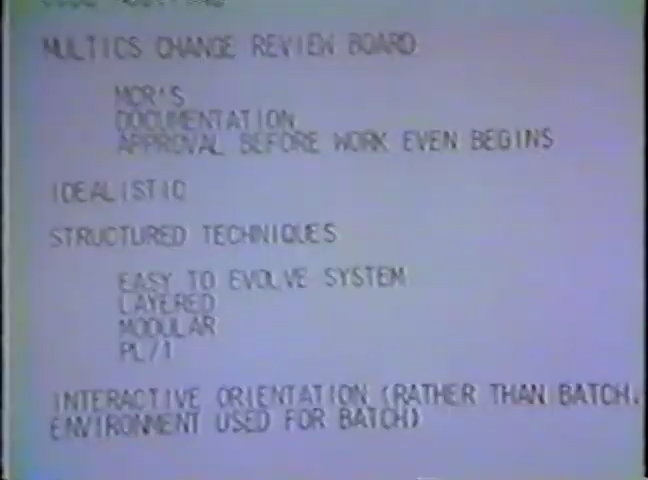 MULTICS CHANGE REVIEW BOARD
MCR'S
DOCUMENTATION
APPROVAL BEFORE WORK EVEN BEGINS
IDEALISTIC
STRUCTURED TECHNIQUES
EASY TO EVOLVE SYSTEM
LAYERED
MODULAR
PL/1
INTERACTIVE ORIENTATION (RATHER THAN BATCH,
ENVIRONMENT USED FOR BATCH)